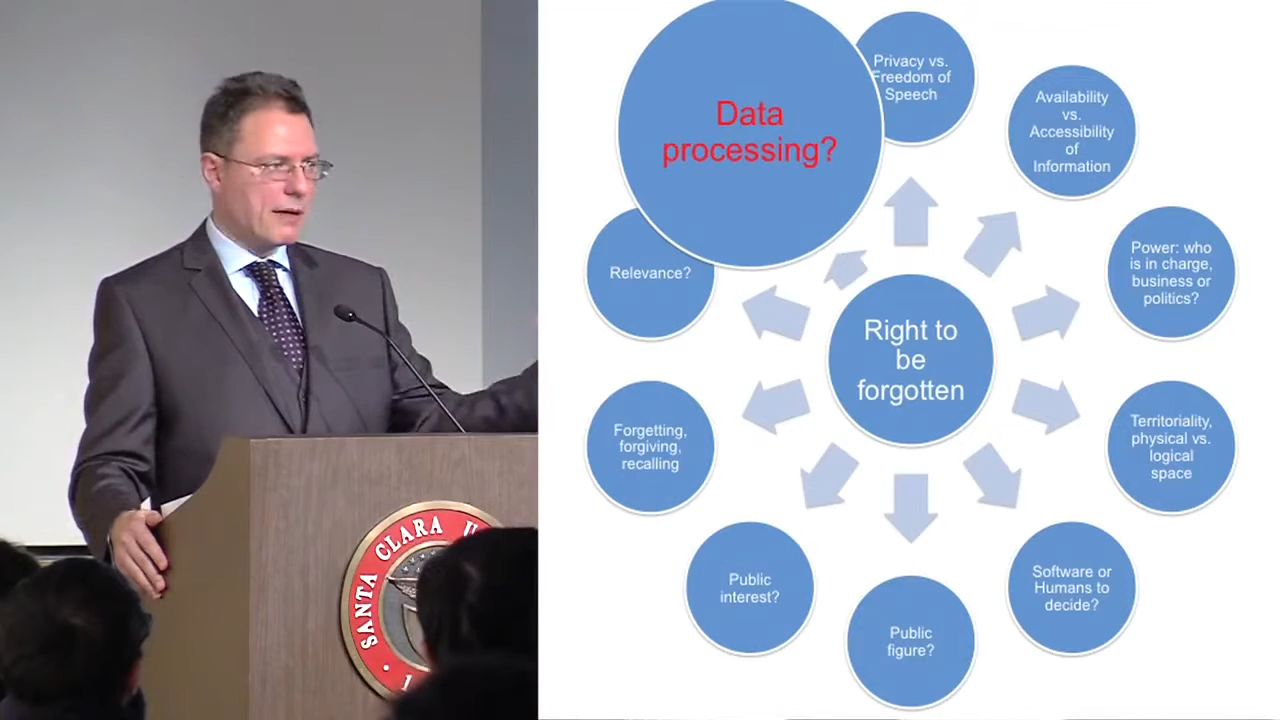 Data
processing?
Privacy vs.
Freedom of
Speech
Availability
vs.
Accessibility
of
Information
Power: who
is in charge,
business or
politics?
Territoriality,
physical vs.
logical
space
Software or
Humans to
decide?
Public
figure?
Public
interest?
Forgetting,
forgiving,
recalling
Relevance?
Right to
be
forgotten
SANTA CLARA U